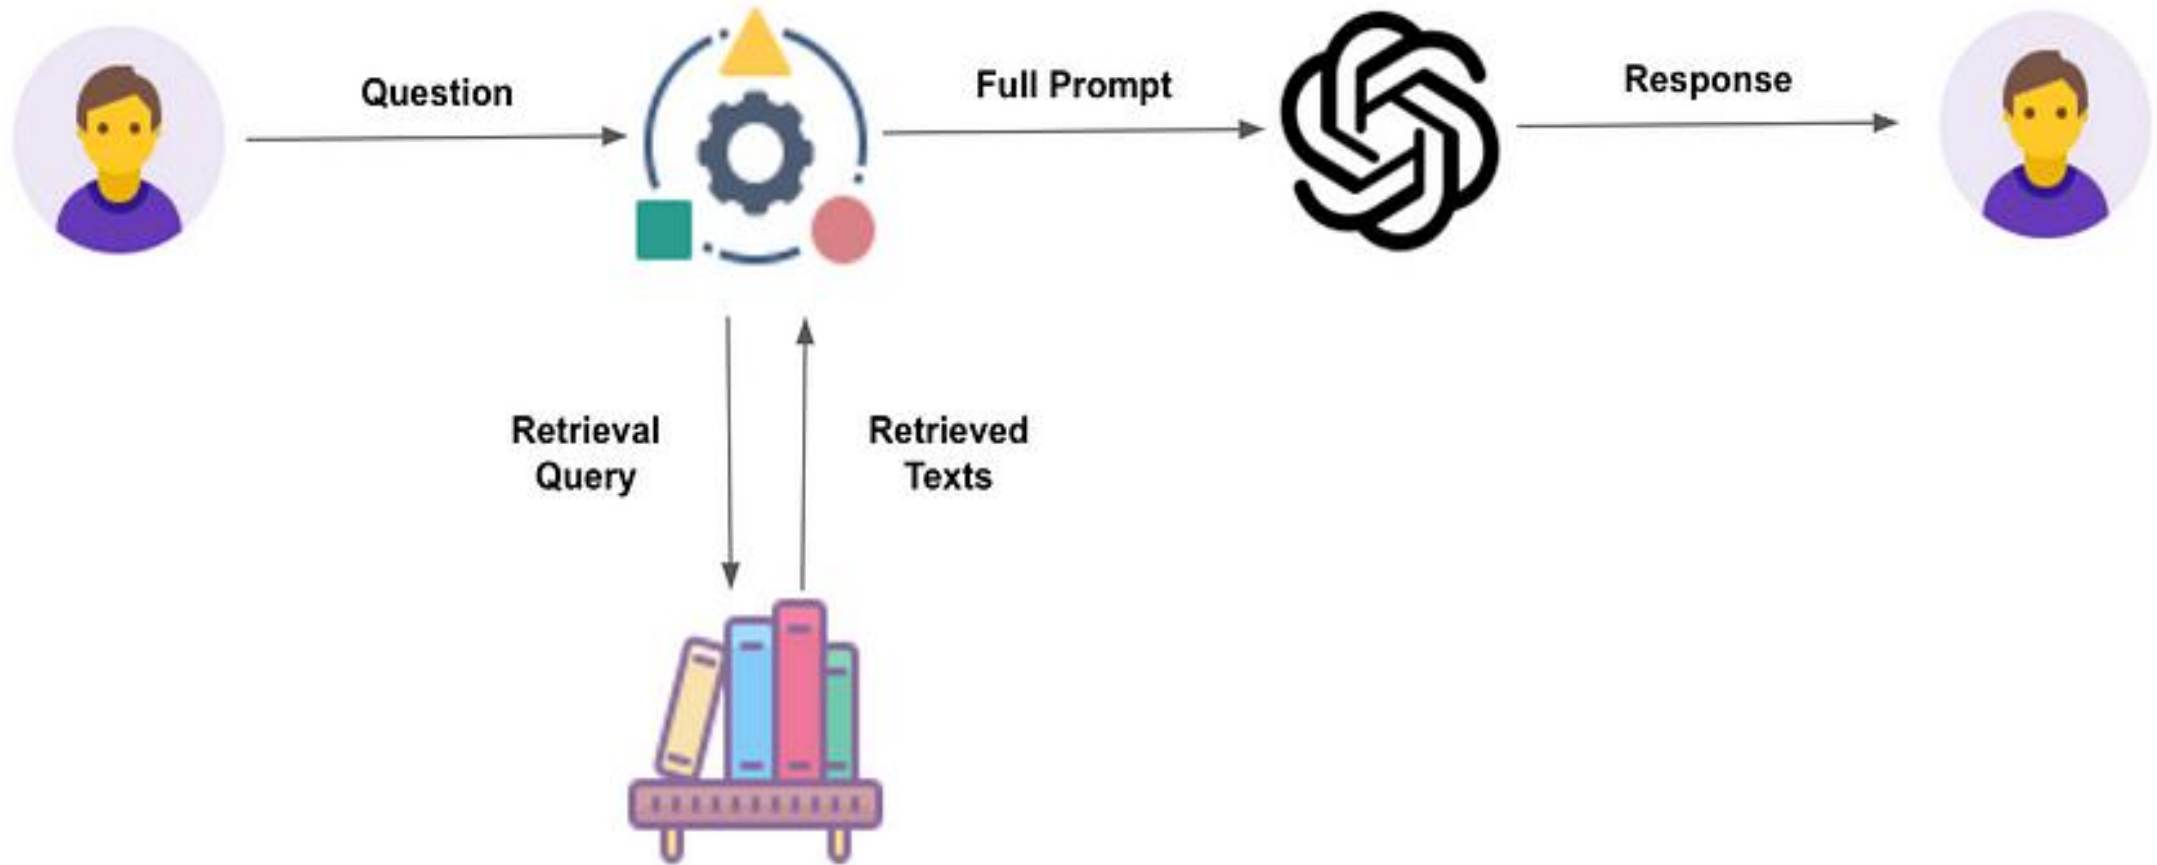 Question
Full Prompt
Response
Retrieval
Query
Retrieved
Texts